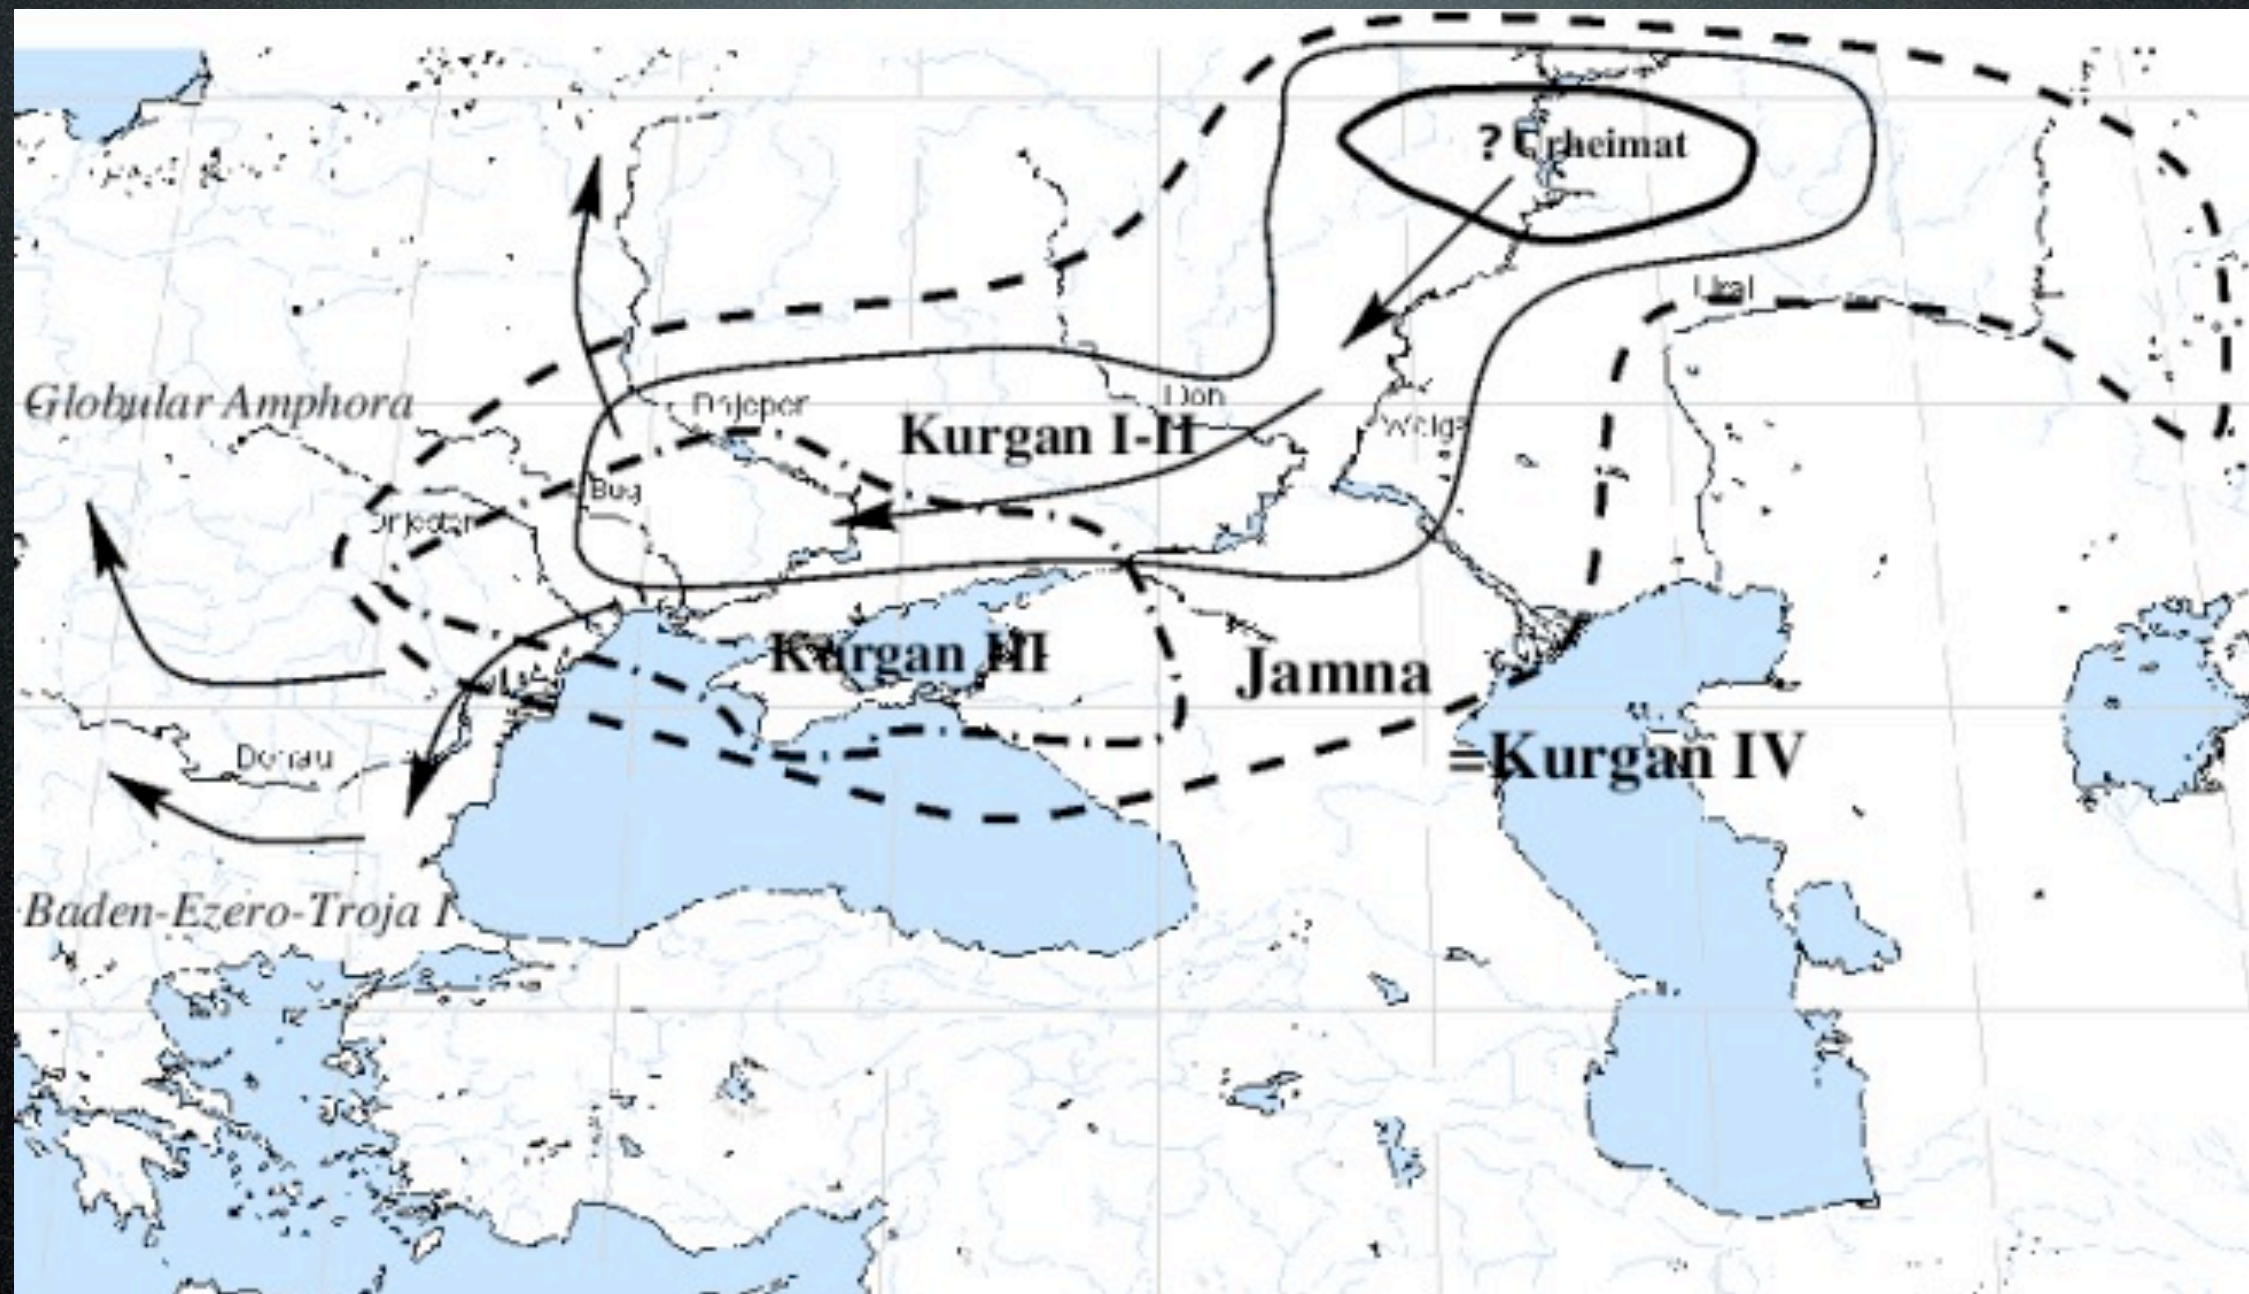 ? Urheimat
Ural
Globular Amphora
Dnjepr
Don
Kurgan I-II
Wolga
Bug
Dnjestr
Kurgan III
Jamna
Donau
=Kurgan IV
Baden-Ezero-Troja I